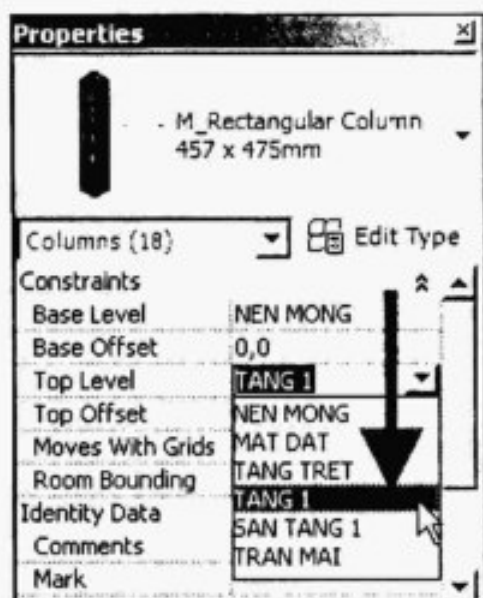 Properties
M_Rectangular Column
457 x 475mm
Columns (18)
Edit Type
Constraints
Base Level NEN MONG
Base Offset 0,0
Top Level TANG 1
Top Offset NEN MONG
Moves With Grids MAT DAT
Room Bounding TANG TRET
TANG 1
Identity Data
SAN TANG 1
Comments TRAN MAI
Mark